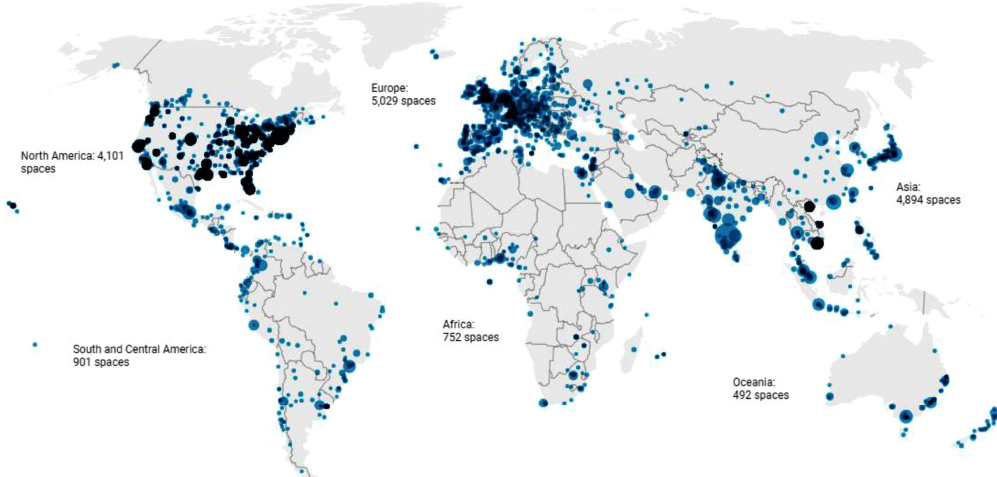 Europe:
5,029 spaces
North America: 4,101
spaces
Asia:
4,894 spaces
Africa:
752 spaces
South and Central America:
901 spaces
Oceania:
492 spaces